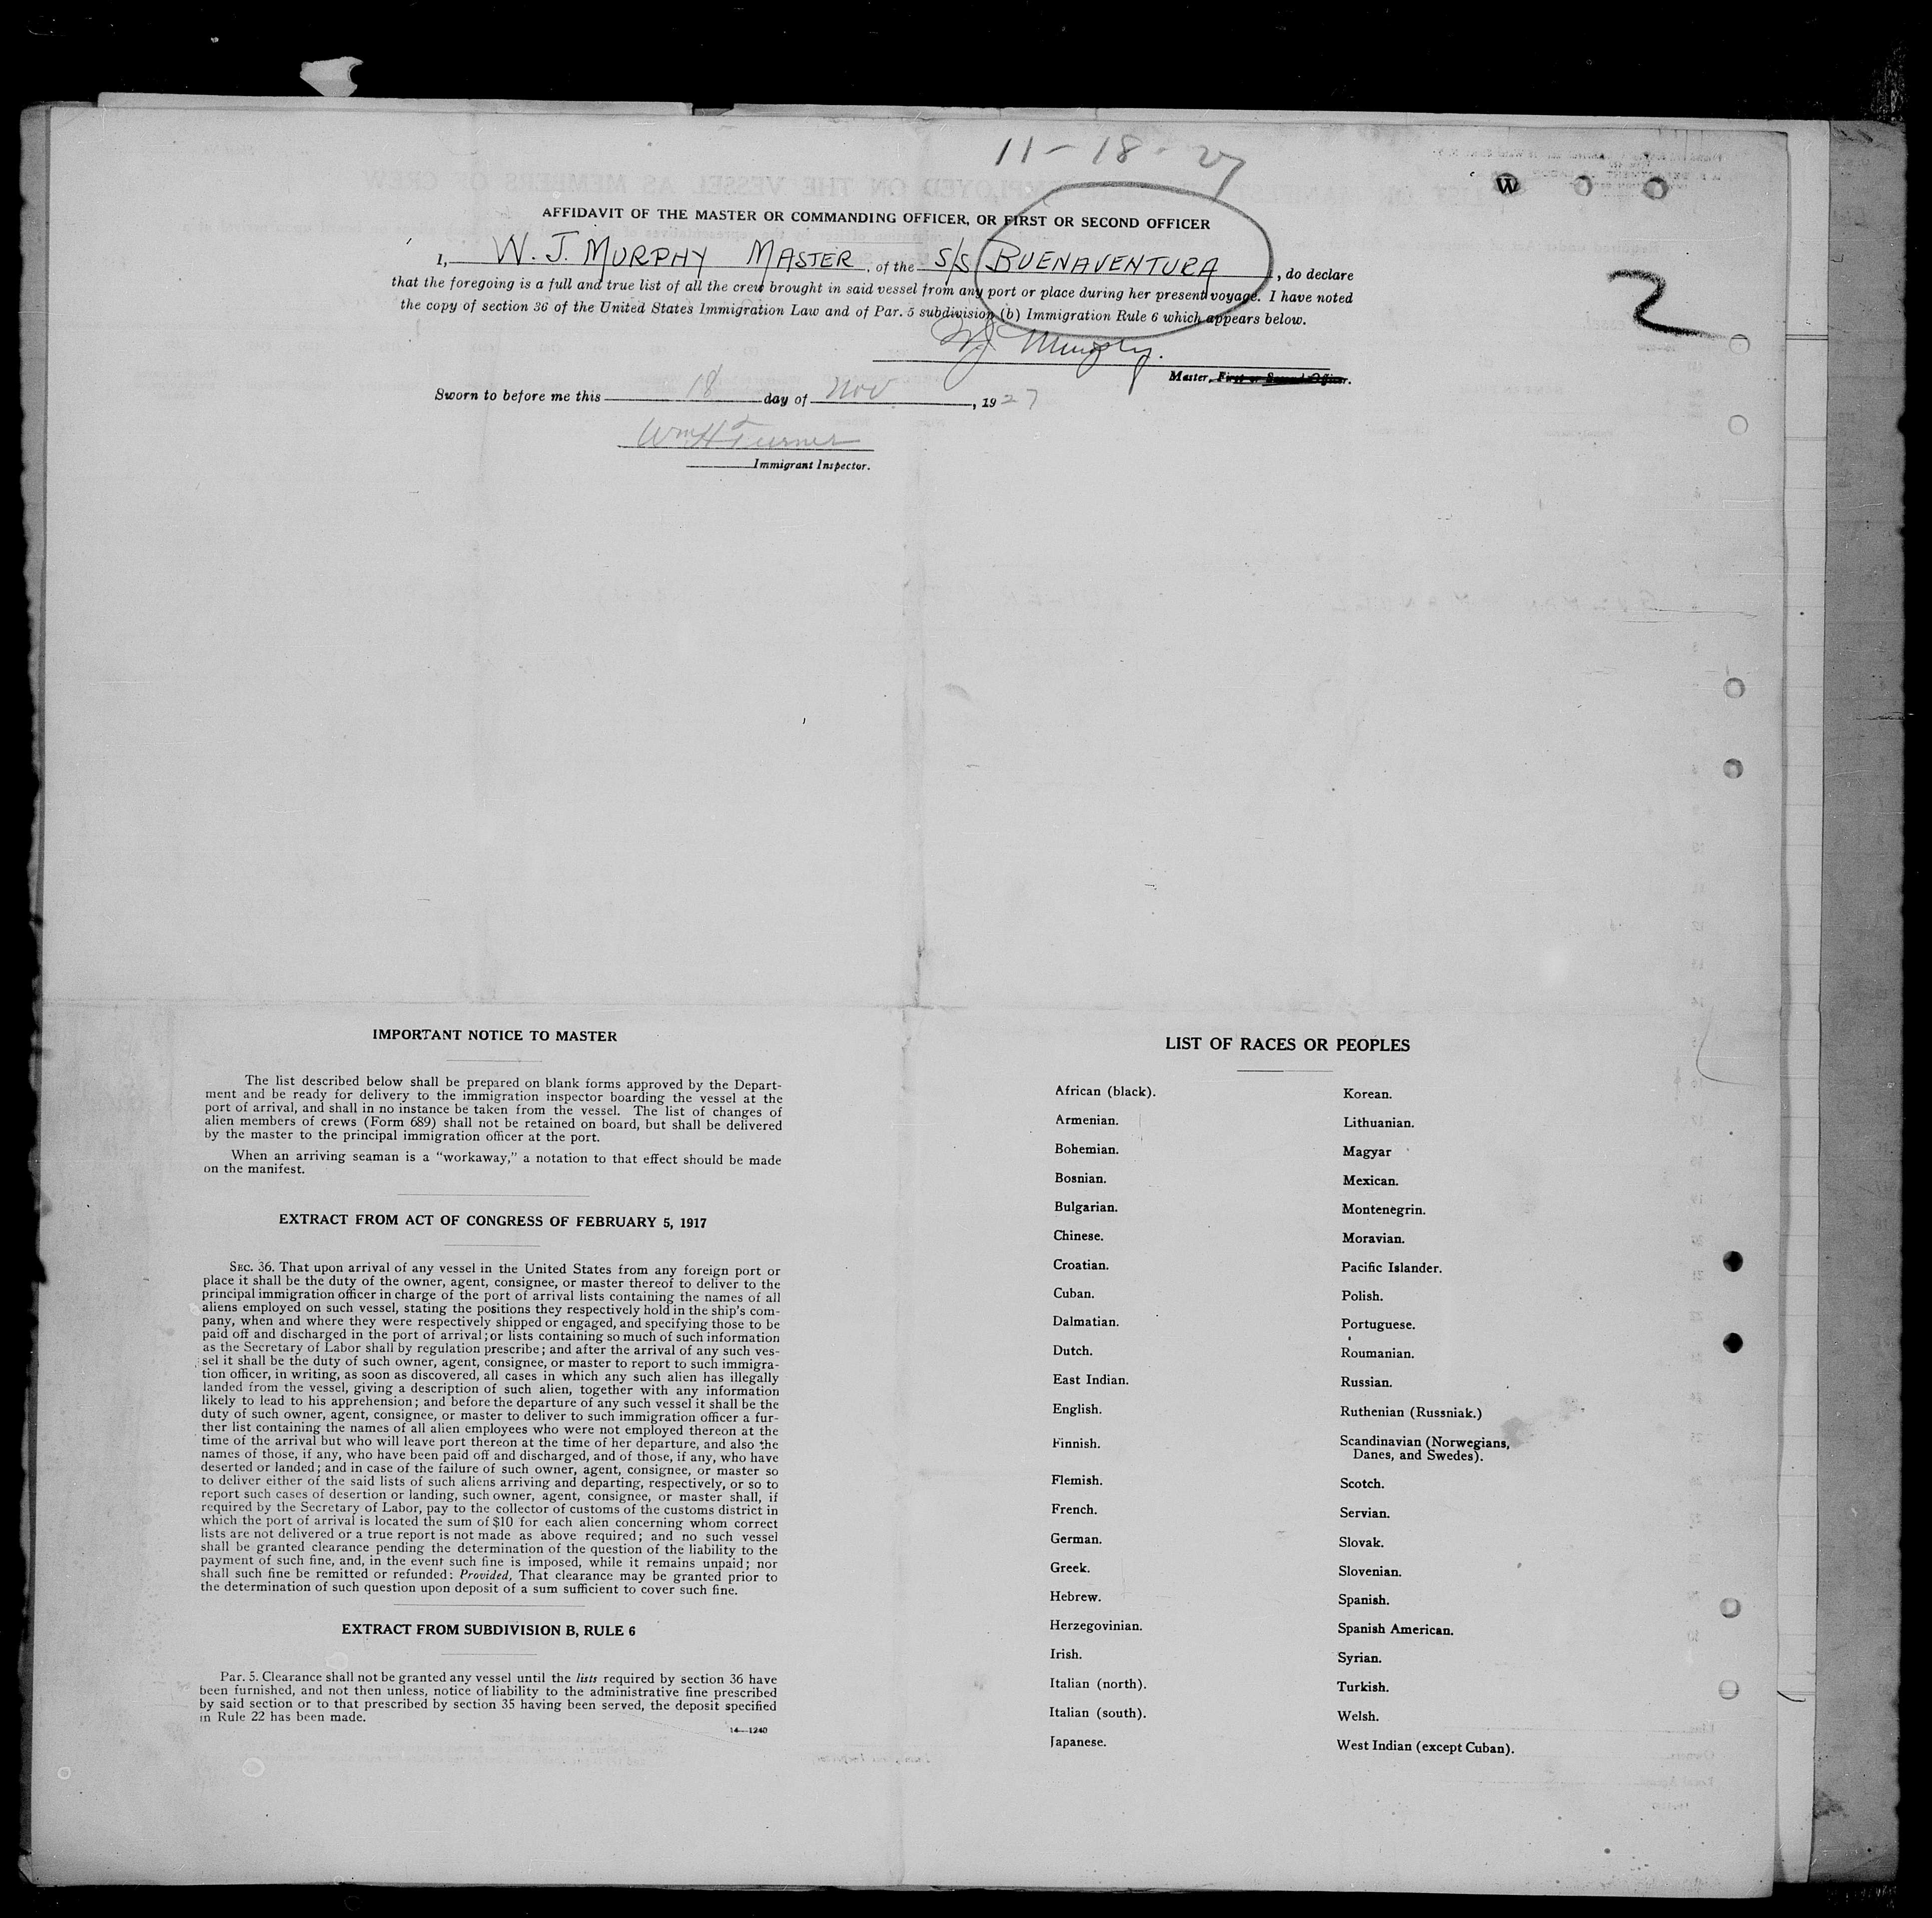 11-18-27
W
AFFIDAVIT OF THE MASTER OR COMMANDING OFFICER, OR FIRST OR SECOND OFFICER
I, W. J. MURPHY MASTER, of the S/S BUENAVENTURA, do declare
that the foregoing is a full and true list of all the crew brought in said vessel from any port or place during her present voyage. I have noted
the copy of section 36 of the United States Immigration Law and of Par. 5 subdivision (b) Immigration Rule 6 which appears below.
2
WJ Murphy.
Master, First or Second Officer.
Sworn to before me this 18 day of Nov, 1927
Wm H Turner
Immigrant Inspector.
IMPORTANT NOTICE TO MASTER
The list described below shall be prepared on blank forms approved by the Depart-
ment and be ready for delivery to the immigration inspector boarding the vessel at the
port of arrival, and shall in no instance be taken from the vessel. The list of changes of
alien members of crews (Form 689) shall not be retained on board, but shall be delivered
by the master to the principal immigration officer at the port.
When an arriving seaman is a "workaway," a notation to that effect should be made
on the manifest.
EXTRACT FROM ACT OF CONGRESS OF FEBRUARY 5, 1917
SEC. 36. That upon arrival of any vessel in the United States from any foreign port or
place it shall be the duty of the owner, agent, consignee, or master thereof to deliver to the
principal immigration officer in charge of the port of arrival lists containing the names of all
aliens employed on such vessel, stating the positions they respectively hold in the ship's com-
pany, when and where they were respectively shipped or engaged, and specifying those to be
paid off and discharged in the port of arrival; or lists containing so much of such information
as the Secretary of Labor shall by regulation prescribe; and after the arrival of any such ves-
sel it shall be the duty of such owner, agent, consignee, or master to report to such immigra-
tion officer, in writing, as soon as discovered, all cases in which any such alien has illegally
landed from the vessel, giving a description of such alien, together with any information
likely to lead to his apprehension; and before the departure of any such vessel it shall be the
duty of such owner, agent, consignee, or master to deliver to such immigration officer a fur-
ther list containing the names of all alien employees who were not employed thereon at the
time of the arrival but who will leave port thereon at the time of her departure, and also the
names of those, if any, who have been paid off and discharged, and of those, if any, who have
deserted or landed; and in case of the failure of such owner, agent, consignee, or master so
to deliver either of the said lists of such aliens arriving and departing, respectively, or so to
report such cases of desertion or landing, such owner, agent, consignee, or master shall, if
required by the Secretary of Labor, pay to the collector of customs of the customs district in
which the port of arrival is located the sum of $10 for each alien concerning whom correct
lists are not delivered or a true report is not made as above required; and no such vessel
shall be granted clearance pending the determination of the question of the liability to the
payment of such fine, and, in the event such fine is imposed, while it remains unpaid; nor
shall such fine be remitted or refunded: Provided, That clearance may be granted prior to
the determination of such question upon deposit of a sum sufficient to cover such fine.
EXTRACT FROM SUBDIVISION B, RULE 6
Par. 5. Clearance shall not be granted any vessel until the lists required by section 36 have
been furnished, and not then unless, notice of liability to the administrative fine prescribed
by said section or to that prescribed by section 35 having been served, the deposit specified
in Rule 22 has been made.
14-1240
LIST OF RACES OR PEOPLES
African (black).
Armenian.
Bohemian.
Bosnian.
Bulgarian.
Chinese.
Croatian.
Cuban.
Dalmatian.
Dutch.
East Indian.
English.
Finnish.
Flemish.
French.
German.
Greek.
Hebrew.
Herzegovinian.
Irish.
Italian (north).
Italian (south).
Japanese.
Korean.
Lithuanian.
Magyar
Mexican.
Montenegrin.
Moravian.
Pacific Islander.
Polish.
Portuguese.
Roumanian.
Russian.
Ruthenian (Russniak.)
Scandinavian (Norwegians,
Danes, and Swedes).
Scotch.
Servian.
Slovak.
Slovenian.
Spanish.
Spanish American.
Syrian.
Turkish.
Welsh.
West Indian (except Cuban).